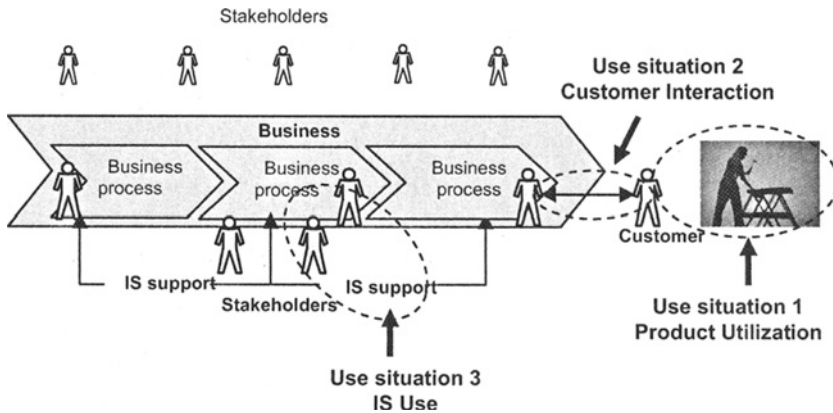 Stakeholders
Use situation 2
Customer Interaction
Business
Business
process
Business
process
Business
process
Customer
IS support
Stakeholders
IS support
Use situation 1
Product Utilization
Use situation 3
IS Use